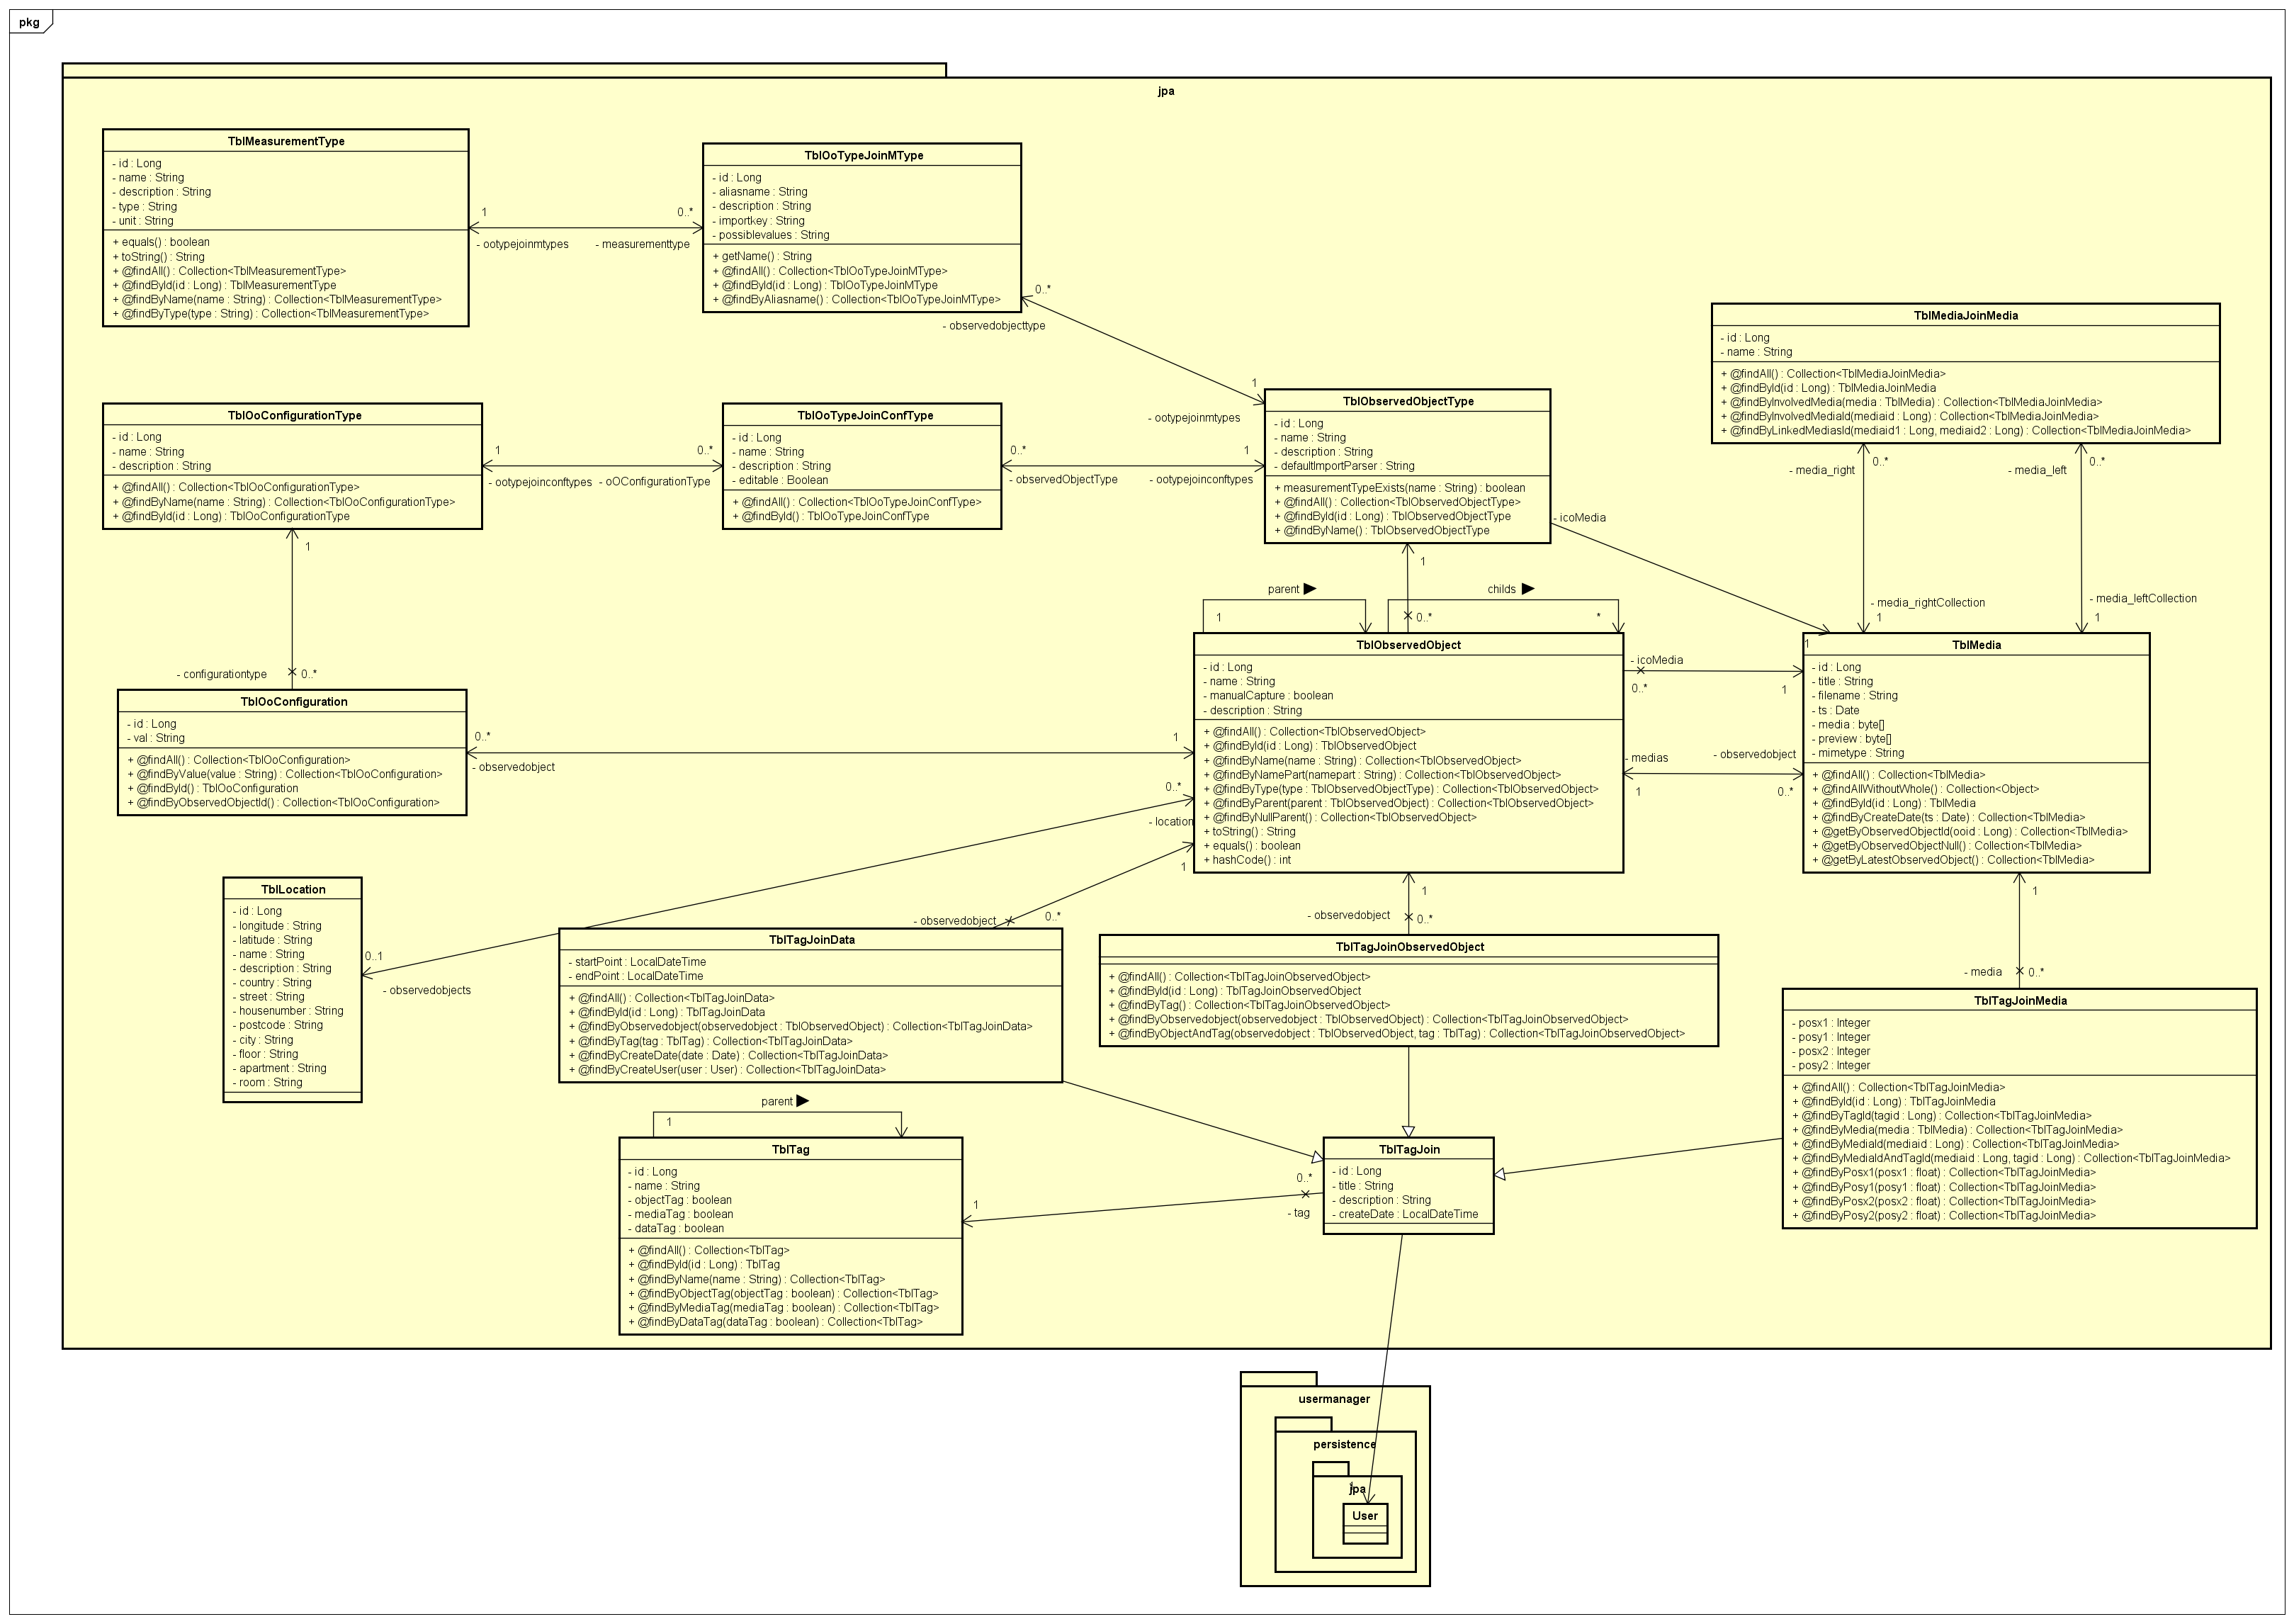 pkg
jpa
TblMeasurementType
- id : Long
- name : String
- description : String
- type : String
- unit : String
+ equals() : boolean
+ toString() : String
+ @findAll() : Collection<TblMeasurementType>
+ @findById(id : Long) : TblMeasurementType
+ @findByName(name : String) : Collection<TblMeasurementType>
+ @findByType(type : String) : Collection<TblMeasurementType>
1
0..*
- ootypejoinmtypes
- measurementtype
TblOoTypeJoinMType
- id : Long
- aliasname : String
- description : String
- importkey : String
- possiblevalues : String
+ getName() : String
+ @findAll() : Collection<TblOoTypeJoinMType>
+ @findById(id : Long) : TblOoTypeJoinMType
+ @findByAliasname() : Collection<TblOoTypeJoinMType>
0..*
- observedobjecttype
1
- ootypejoinmtypes
TblMediaJoinMedia
- id : Long
- name : String
+ @findAll() : Collection<TblMediaJoinMedia>
+ @findById(id : Long) : TblMediaJoinMedia
+ @findByInvolvedMedia(media : TblMedia) : Collection<TblMediaJoinMedia>
+ @findByInvolvedMediaId(mediaid : Long) : Collection<TblMediaJoinMedia>
+ @findByLinkedMediasId(mediaid1 : Long, mediaid2 : Long) : Collection<TblMediaJoinMedia>
- media_right
0..*
- media_left
0..*
- media_rightCollection
1
- media_leftCollection
1
TblOoConfigurationType
- id : Long
- name : String
- description : String
+ @findAll() : Collection<TblOoConfigurationType>
+ @findByName(name : String) : Collection<TblOoConfigurationType>
+ @findById(id : Long) : TblOoConfigurationType
1
0..*
- ootypejoinconftypes
- oOConfigurationType
TblOoTypeJoinConfType
- id : Long
- name : String
- description : String
- editable : Boolean
+ @findAll() : Collection<TblOoTypeJoinConfType>
+ @findById() : TblOoTypeJoinConfType
0..*
1
- observedObjectType
- ootypejoinconftypes
TblObservedObjectType
- id : Long
- name : String
- description : String
- defaultImportParser : String
+ measurementTypeExists(name : String) : boolean
+ @findAll() : Collection<TblObservedObjectType>
+ @findById(id : Long) : TblObservedObjectType
+ @findByName() : TblObservedObjectType
- icoMedia
1
1
0..*
parent
1
childs
*
1
- configurationtype
0..*
TblOoConfiguration
- id : Long
- val : String
+ @findAll() : Collection<TblOoConfiguration>
+ @findByValue(value : String) : Collection<TblOoConfiguration>
+ @findById() : TblOoConfiguration
+ @findByObservedObjectId() : Collection<TblOoConfiguration>
0..*
- observedobject
1
TblObservedObject
- id : Long
- name : String
- manualCapture : boolean
- description : String
+ @findAll() : Collection<TblObservedObject>
+ @findById(id : Long) : TblObservedObject
+ @findByName(name : String) : Collection<TblObservedObject>
+ @findByNamePart(namepart : String) : Collection<TblObservedObject>
+ @findByType(type : TblObservedObjectType) : Collection<TblObservedObject>
+ @findByParent(parent : TblObservedObject) : Collection<TblObservedObject>
+ @findByNullParent() : Collection<TblObservedObject>
+ toString() : String
+ equals() : boolean
+ hashCode() : int
- icoMedia
0..*
1
- medias
- observedobject
1
0..*
TblMedia
- id : Long
- title : String
- filename : String
- ts : Date
- media : byte[]
- preview : byte[]
- mimetype : String
+ @findAll() : Collection<TblMedia>
+ @findAllWithoutWhole() : Collection<Object>
+ @findById(id : Long) : TblMedia
+ @findByCreateDate(ts : Date) : Collection<TblMedia>
+ @getByObservedObjectId(ooid : Long) : Collection<TblMedia>
+ @getByObservedObjectNull() : Collection<TblMedia>
+ @getByLatestObservedObject() : Collection<TblMedia>
0..*
- location
1
TblLocation
- id : Long
- longitude : String
- latitude : String
- name : String
- description : String
- country : String
- street : String
- housenumber : String
- postcode : String
- city : String
- floor : String
- apartment : String
- room : String
0..1
- observedobjects
- observedobject
0..*
TblTagJoinData
- startPoint : LocalDateTime
- endPoint : LocalDateTime
+ @findAll() : Collection<TblTagJoinData>
+ @findById(id : Long) : TblTagJoinData
+ @findByObservedobject(observedobject : TblObservedObject) : Collection<TblTagJoinData>
+ @findByTag(tag : TblTag) : Collection<TblTagJoinData>
+ @findByCreateDate(date : Date) : Collection<TblTagJoinData>
+ @findByCreateUser(user : User) : Collection<TblTagJoinData>
1
- observedobject
0..*
TblTagJoinObservedObject
+ @findAll() : Collection<TblTagJoinObservedObject>
+ @findById(id : Long) : TblTagJoinObservedObject
+ @findByTag() : Collection<TblTagJoinObservedObject>
+ @findByObservedobject(observedobject : TblObservedObject) : Collection<TblTagJoinObservedObject>
+ @findByObjectAndTag(observedobject : TblObservedObject, tag : TblTag) : Collection<TblTagJoinObservedObject>
1
- media
0..*
TblTagJoinMedia
- posx1 : Integer
- posy1 : Integer
- posx2 : Integer
- posy2 : Integer
+ @findAll() : Collection<TblTagJoinMedia>
+ @findById(id : Long) : TblTagJoinMedia
+ @findByTagId(tagid : Long) : Collection<TblTagJoinMedia>
+ @findByMedia(media : TblMedia) : Collection<TblTagJoinMedia>
+ @findByMediaId(mediaid : Long) : Collection<TblTagJoinMedia>
+ @findByMediaIdAndTagId(mediaid : Long, tagid : Long) : Collection<TblTagJoinMedia>
+ @findByPosx1(posx1 : float) : Collection<TblTagJoinMedia>
+ @findByPosy1(posy1 : float) : Collection<TblTagJoinMedia>
+ @findByPosx2(posx2 : float) : Collection<TblTagJoinMedia>
+ @findByPosy2(posy2 : float) : Collection<TblTagJoinMedia>
parent
1
TblTag
- id : Long
- name : String
- objectTag : boolean
- mediaTag : boolean
- dataTag : boolean
+ @findAll() : Collection<TblTag>
+ @findById(id : Long) : TblTag
+ @findByName(name : String) : Collection<TblTag>
+ @findByObjectTag(objectTag : boolean) : Collection<TblTag>
+ @findByMediaTag(mediaTag : boolean) : Collection<TblTag>
+ @findByDataTag(dataTag : boolean) : Collection<TblTag>
1
0..*
- tag
TblTagJoin
- id : Long
- title : String
- description : String
- createDate : LocalDateTime
usermanager
persistence
jpa
User